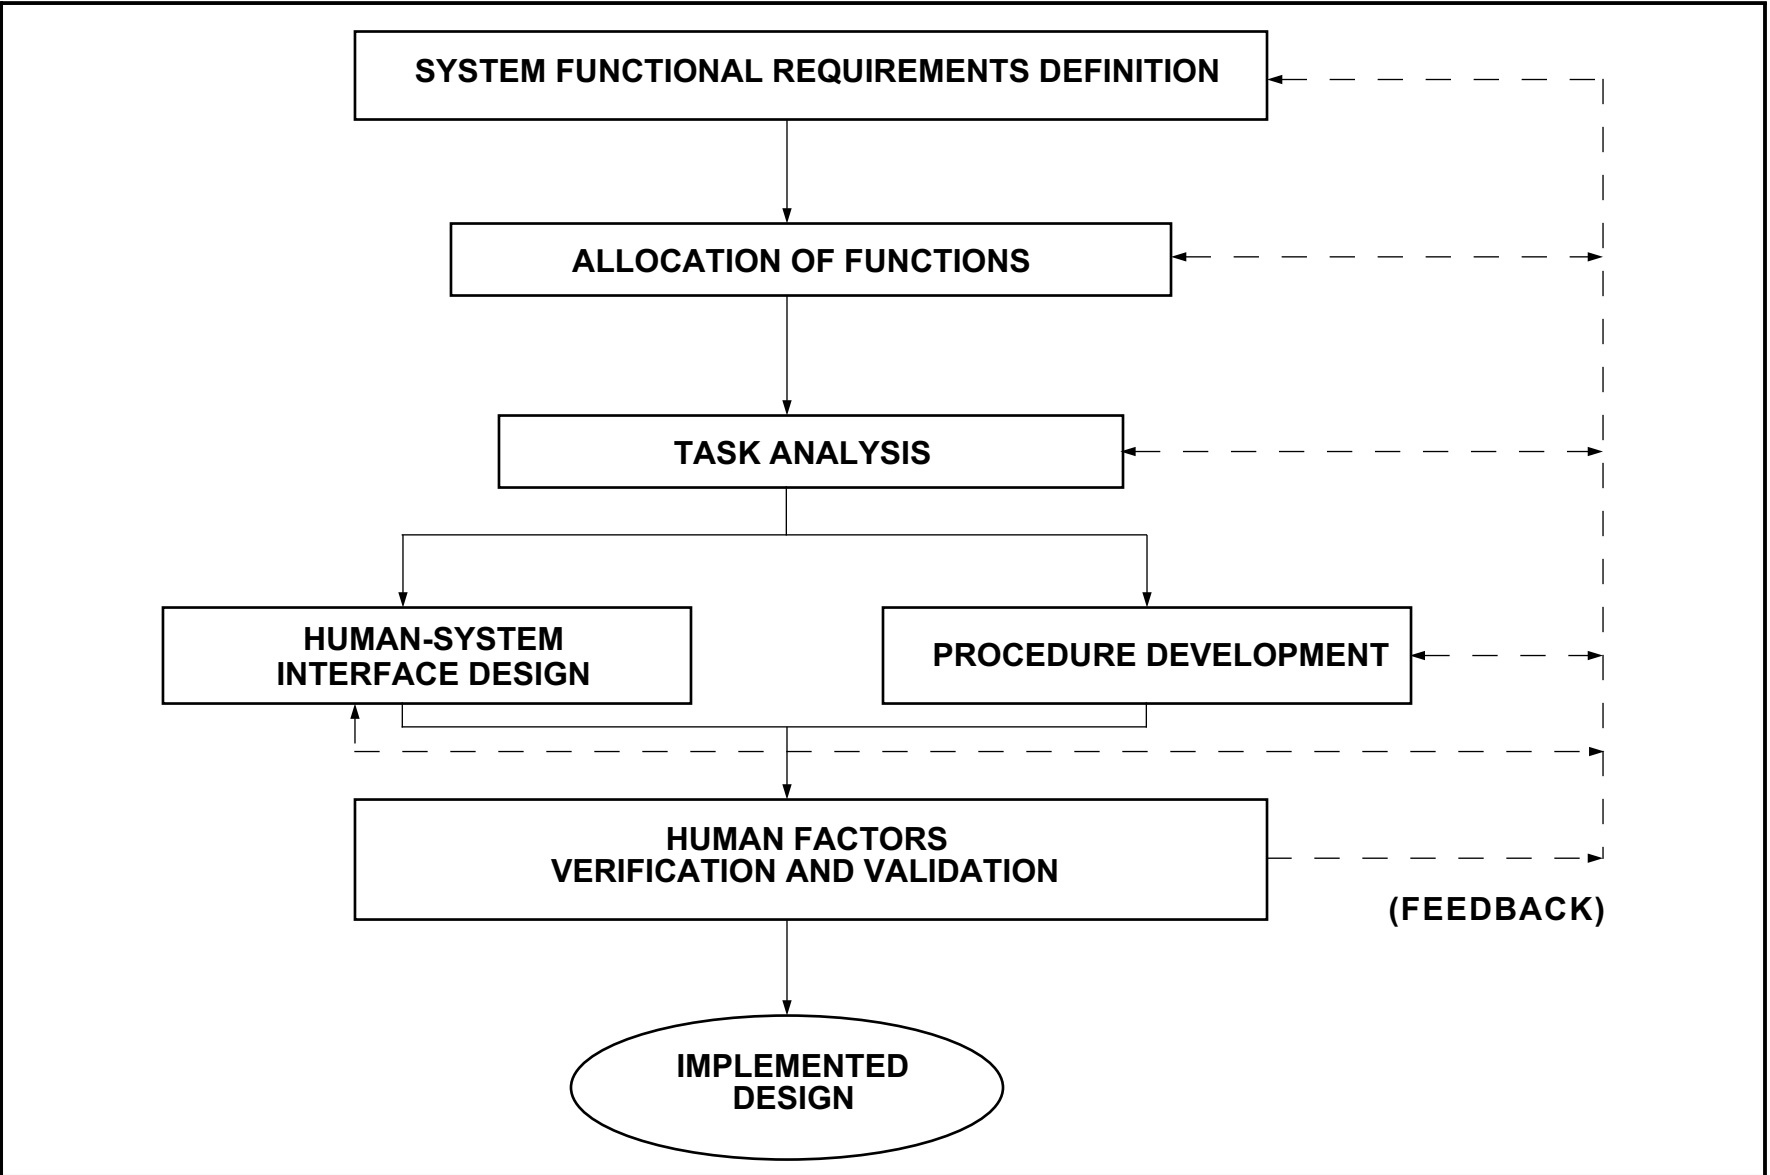 SYSTEM FUNCTIONAL REQUIREMENTS DEFINITION
ALLOCATION OF FUNCTIONS
TASK ANALYSIS
HUMAN-SYSTEM
INTERFACE DESIGN
PROCEDURE DEVELOPMENT
HUMAN FACTORS
VERIFICATION AND VALIDATION
(FEEDBACK)
IMPLEMENTED
DESIGN